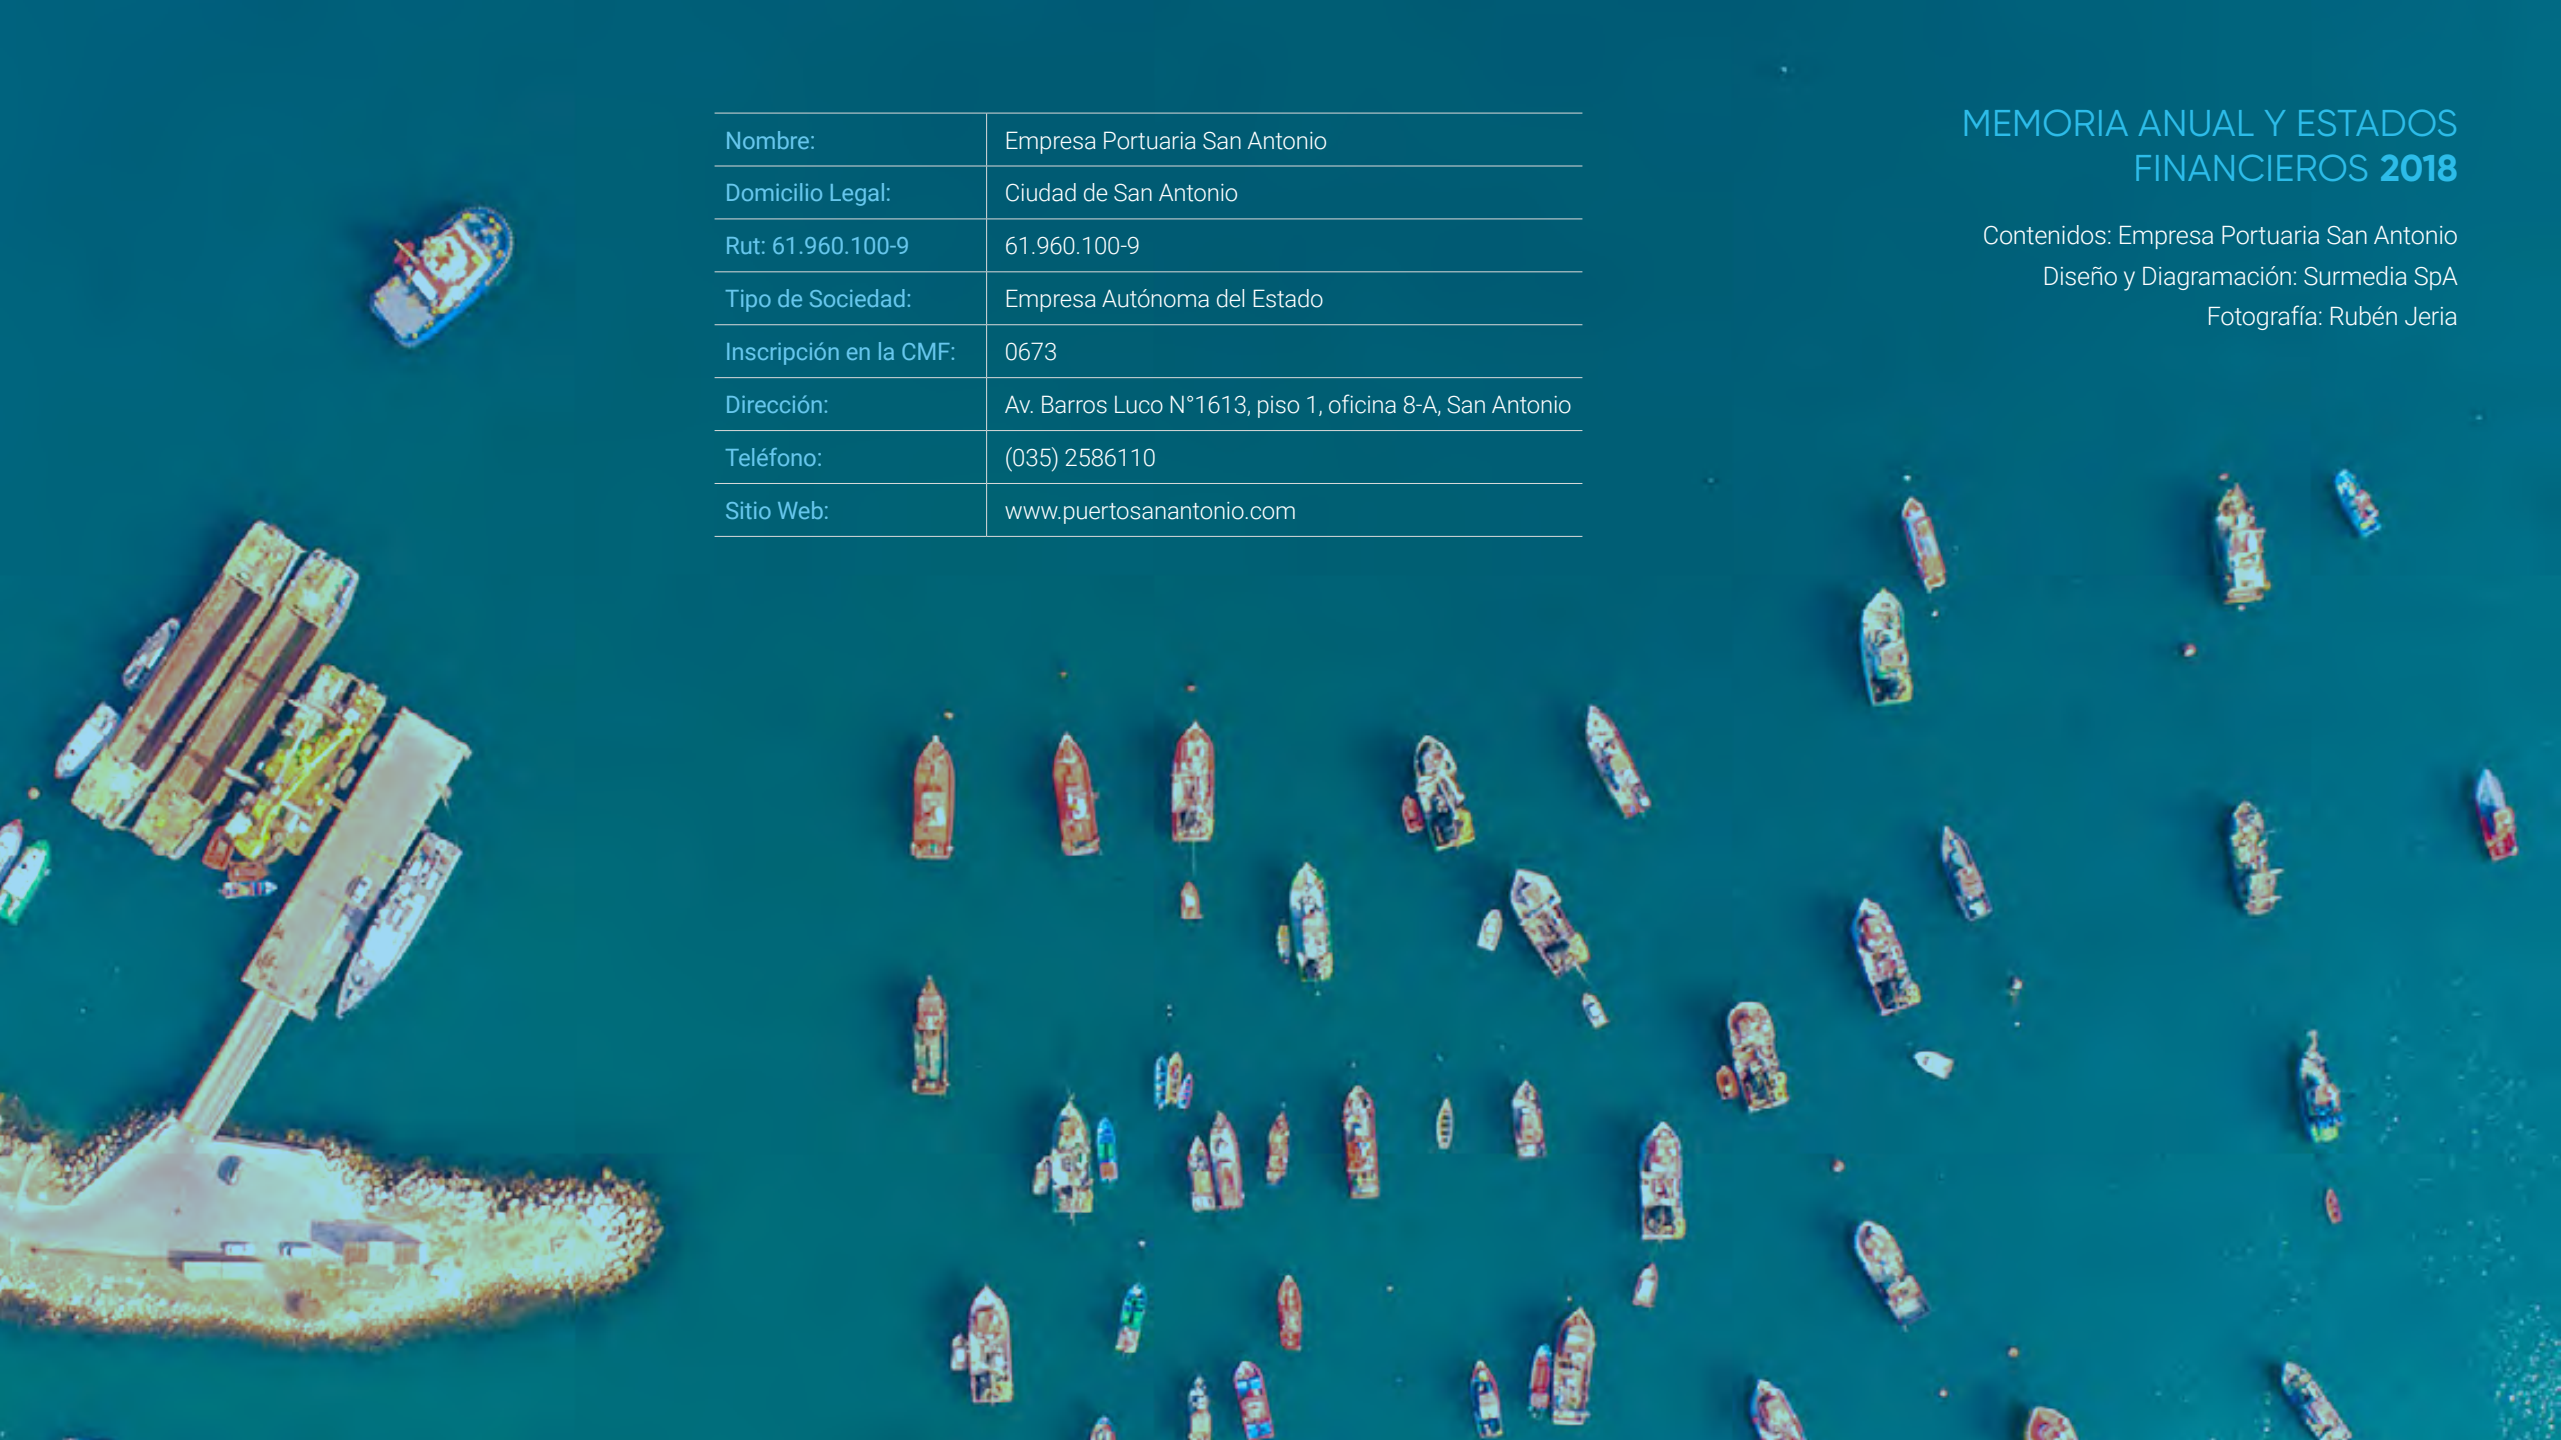 Nombre: Empresa Portuaria San Antonio
Domicilio Legal: Ciudad de San Antonio
Rut: 61.960.100-9 61.960.100-9
Tipo de Sociedad: Empresa Autónoma del Estado
Inscripción en la CMF: 0673
Dirección: Av. Barros Luco N°1613, piso 1, oficina 8-A, San Antonio
Teléfono: (035) 2586110
Sitio Web: www.puertosanantonio.com
MEMORIA ANUAL Y ESTADOS
FINANCIEROS 2018
Contenidos: Empresa Portuaria San Antonio
Diseño y Diagramación: Surmedia SpA
Fotografía: Rubén Jeria